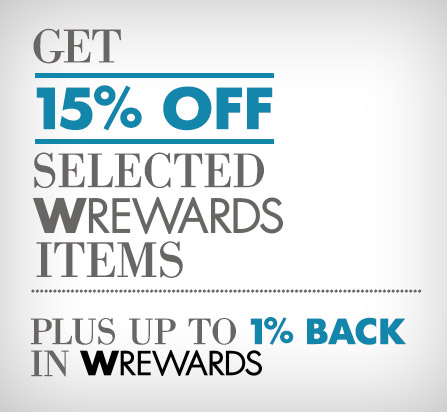 GET
15% OFF
SELECTED
WREWARDS
ITEMS
PLUS UP TO 1% BACK
IN WREWARDS